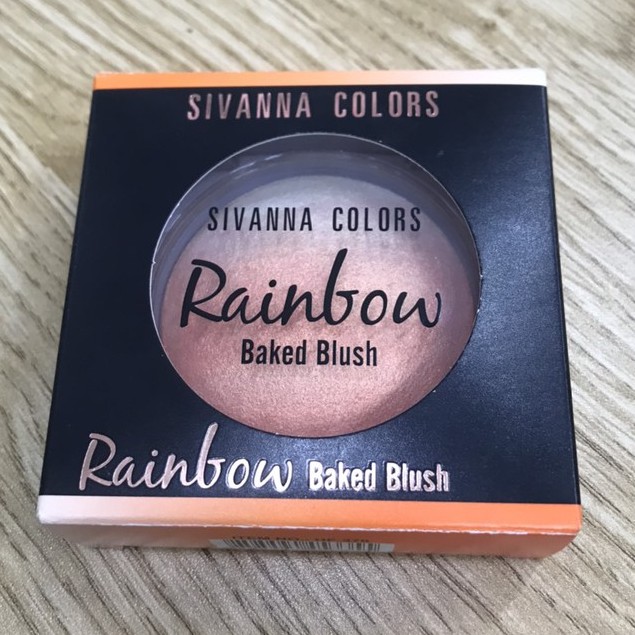 SIVANNA COLORS
SIVANNA COLORS
Rainbow
Baked Blush
Rainbow Baked Blush